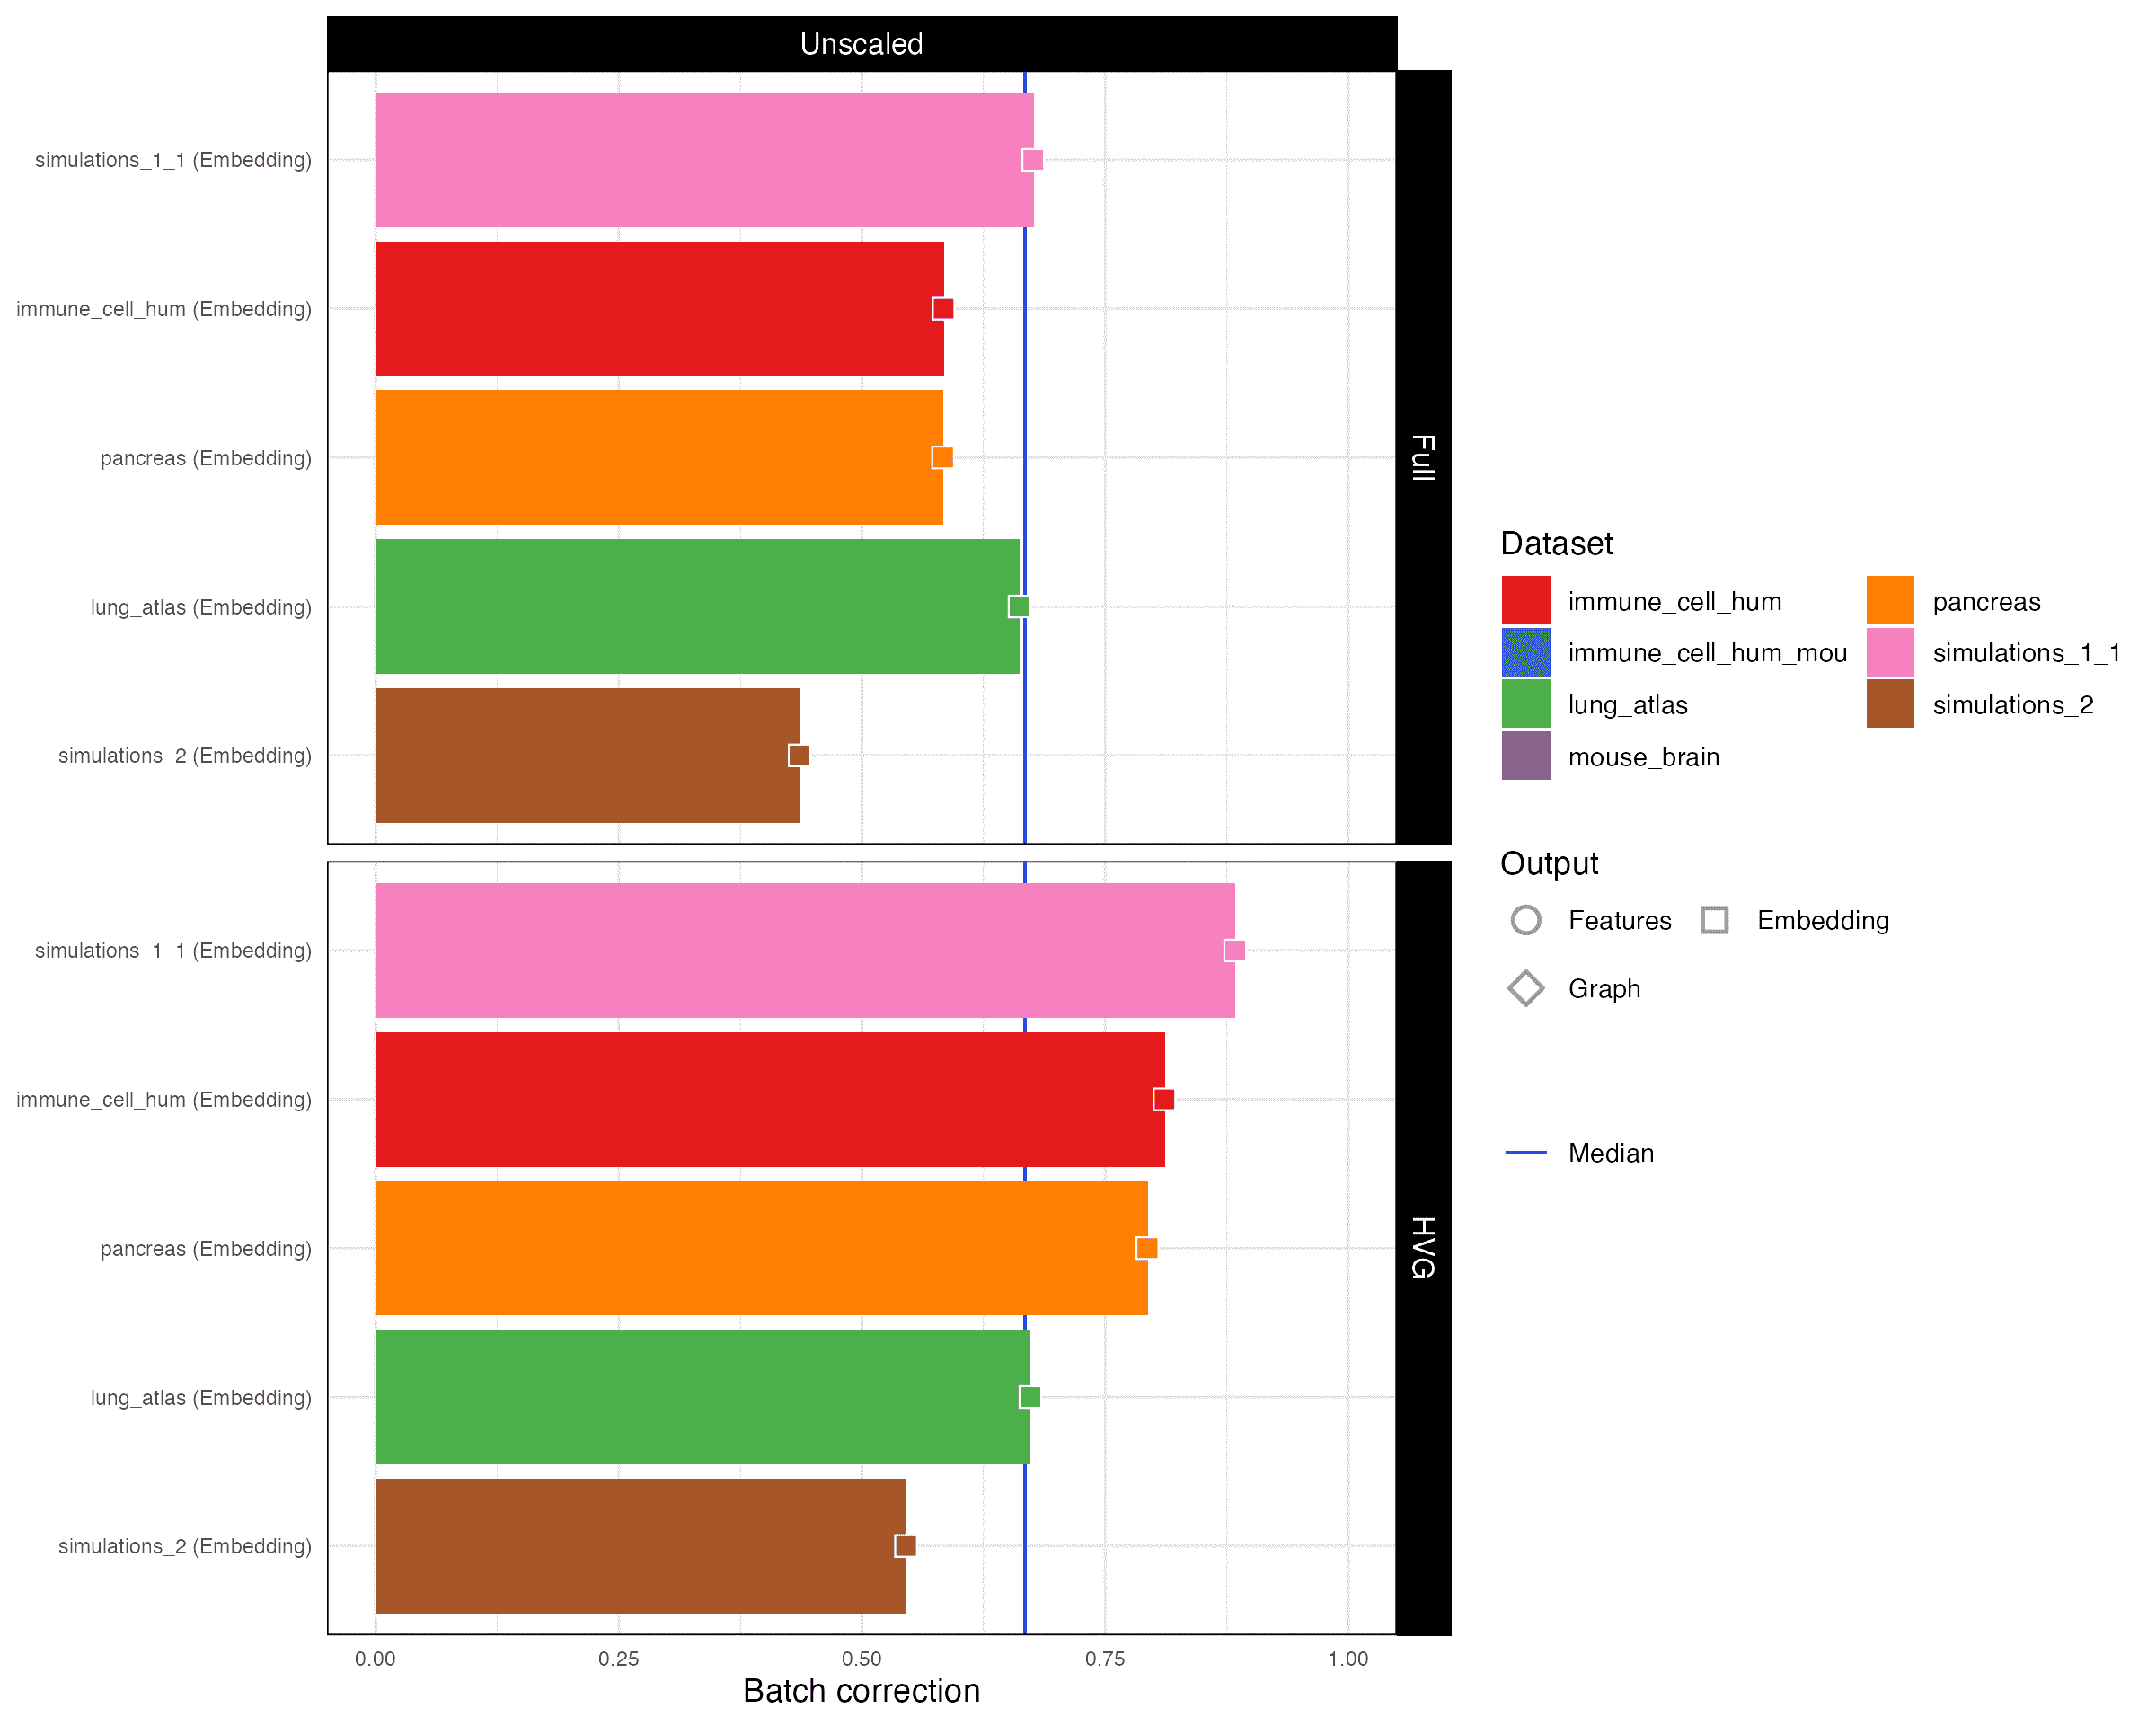 Unscaled
simulations_1_1 (Embedding)
immune_cell_hum (Embedding)
pancreas (Embedding)
lung_atlas (Embedding)
simulations_2 (Embedding)
Full
simulations_1_1 (Embedding)
immune_cell_hum (Embedding)
pancreas (Embedding)
lung_atlas (Embedding)
simulations_2 (Embedding)
HVG
0.00 0.25 0.50 0.75 1.00
Batch correction
Dataset
immune_cell_hum pancreas
immune_cell_hum_mou simulations_1_1
lung_atlas simulations_2
mouse_brain
Output
Features Embedding
Graph
Median